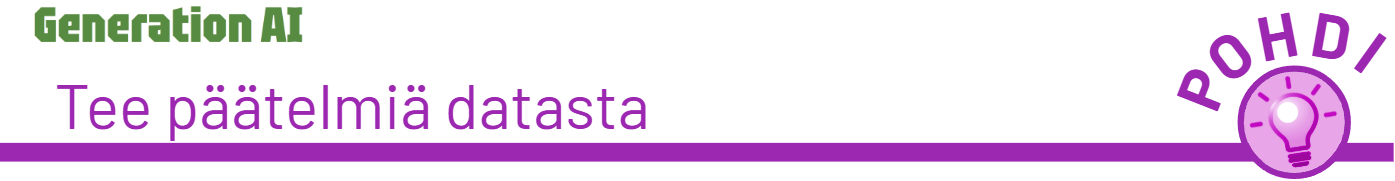 Generation AI
POHDI
Tee päätelmiä datasta